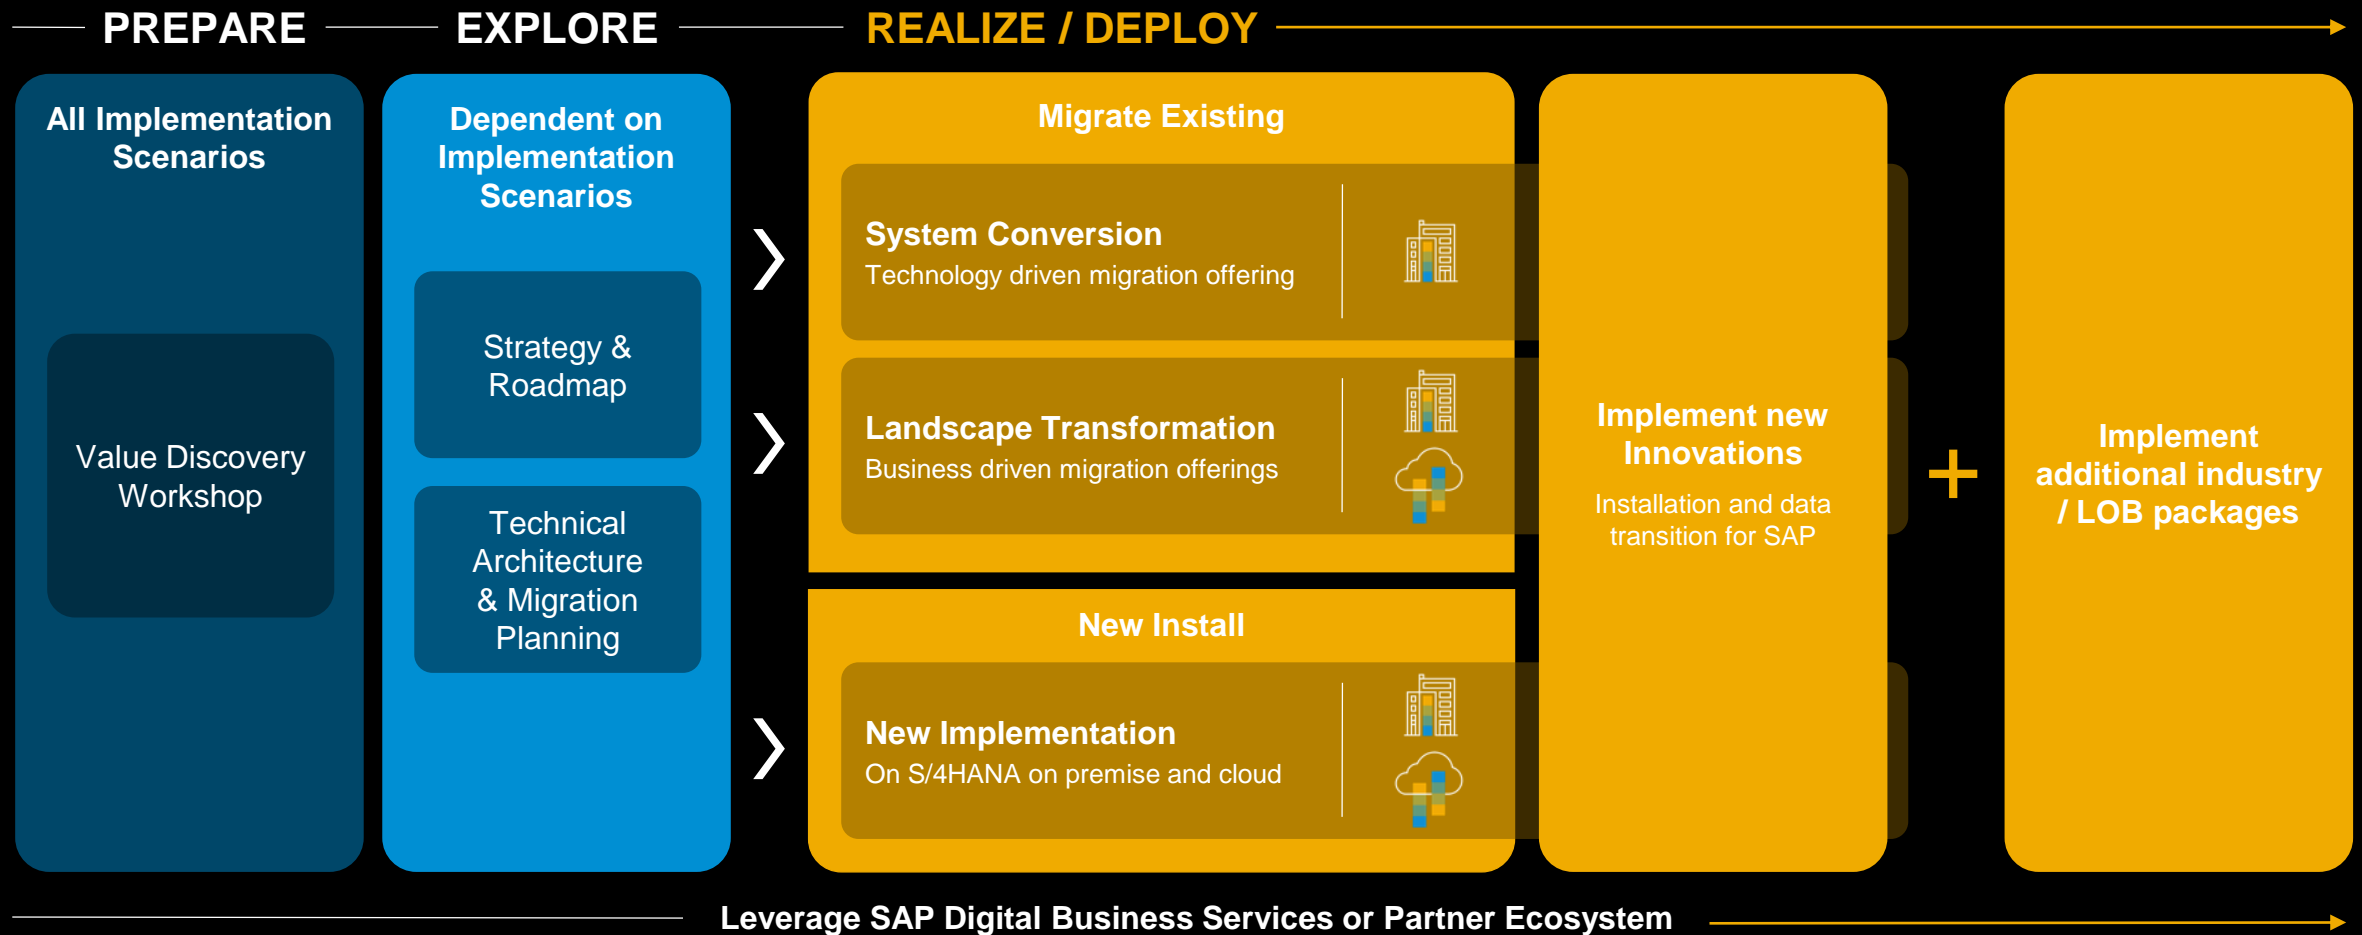 PREPARE
EXPLORE
REALIZE / DEPLOY
All Implementation
Scenarios
Value Discovery
Workshop
Dependent on
Implementation
Scenarios
Strategy &
Roadmap
Technical
Architecture
& Migration
Planning
Migrate Existing
System Conversion
Technology driven migration offering
Landscape Transformation
Business driven migration offerings
New Install
New Implementation
On S/4HANA on premise and cloud
Implement new
Innovations
Installation and data
transition for SAP
+
Implement
additional industry
/ LOB packages
Leverage SAP Digital Business Services or Partner Ecosystem